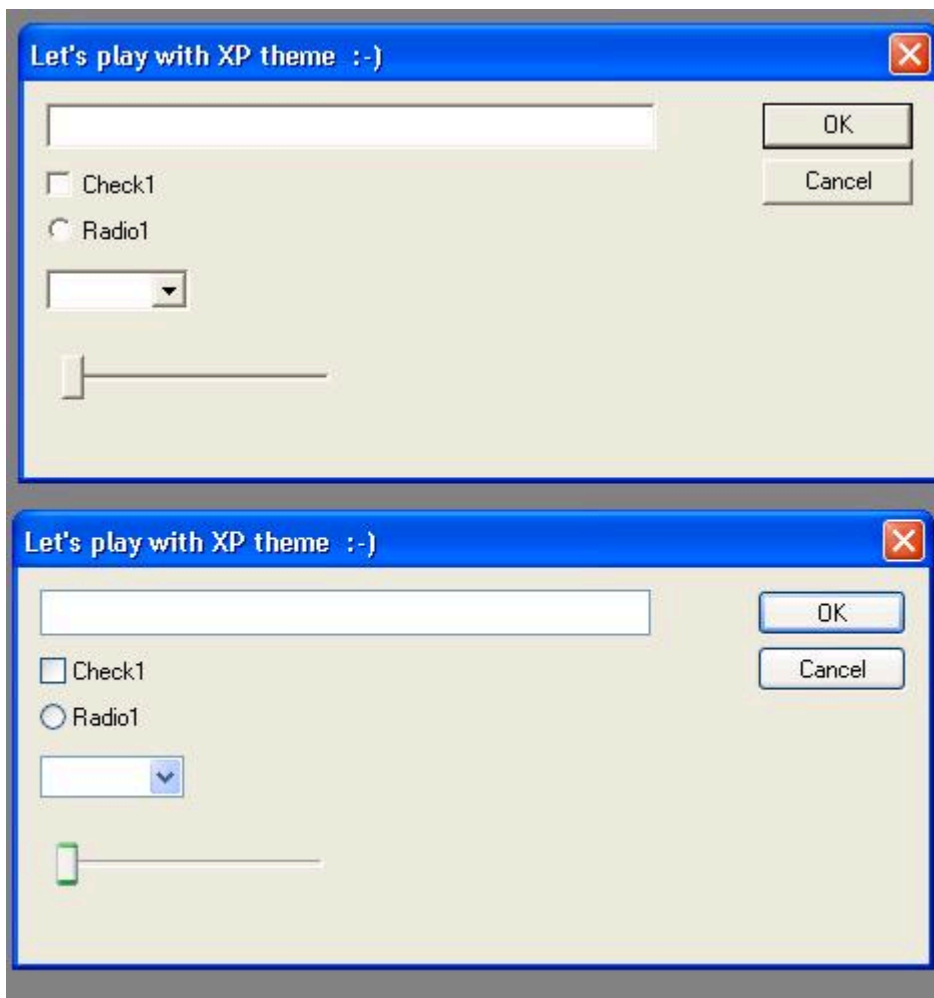 Let's play with XP theme :-)
OK
Check1
Cancel
Radio1
Let's play with XP theme :-)
OK
Check1
Cancel
Radio1